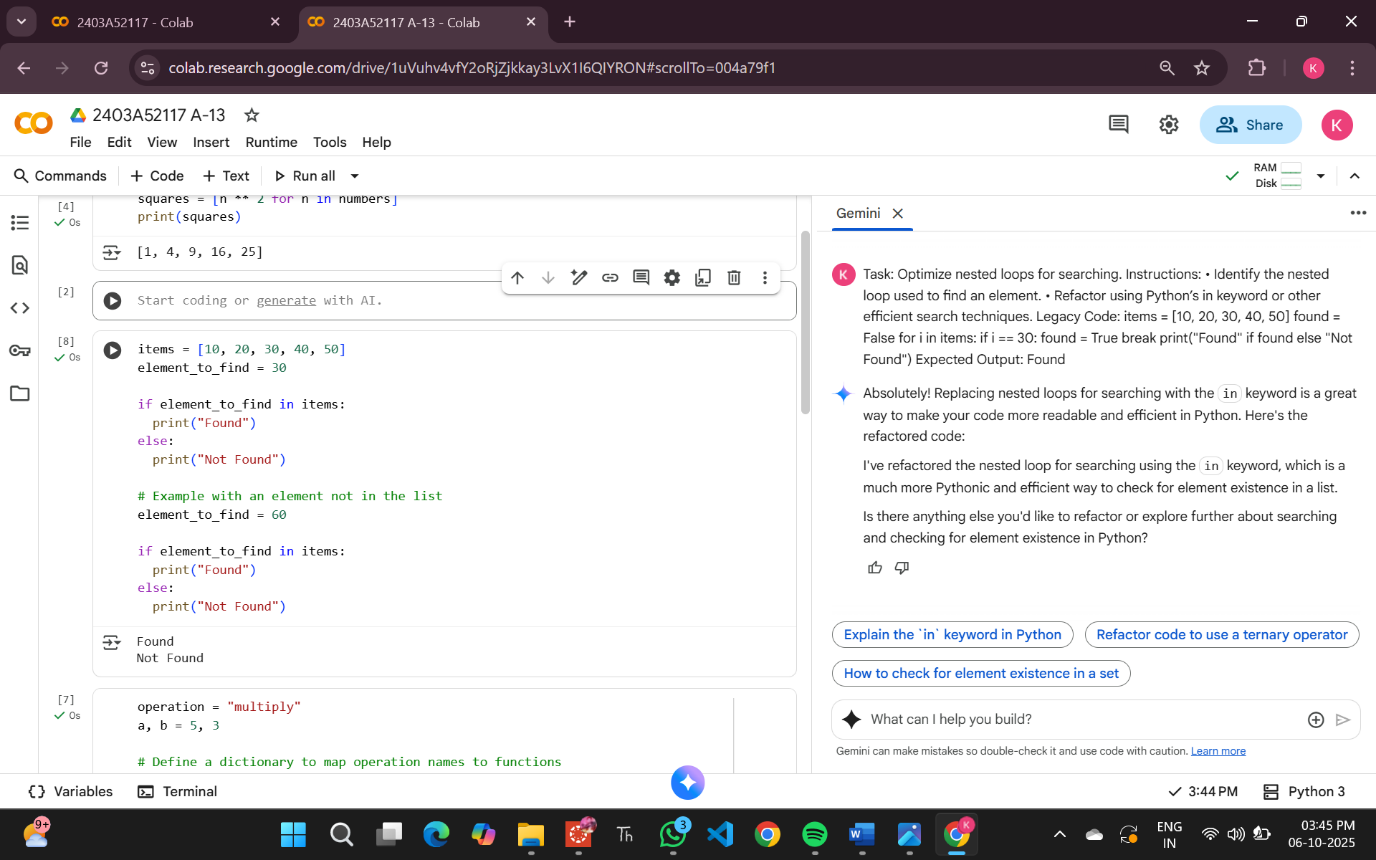 2403A52117 - Colab
2403A52117 A-13 - Colab
colab.research.google.com/drive/1uVuhv4vfY2oRjZjkkay3LvX1I6QIYRON#scrollTo=004a79f1
K
2403A52117 A-13
File Edit View Insert Runtime Tools Help
Share
K
Commands + Code + Text Run all
RAM
Disk
[4]
0s
squares = [n ** 2 for n in numbers]
print(squares)
[1, 4, 9, 16, 25]
[2]
Start coding or generate with AI.
[8]
0s
items = [10, 20, 30, 40, 50]
element_to_find = 30
if element_to_find in items:
print("Found")
else:
print("Not Found")
# Example with an element not in the list
element_to_find = 60
if element_to_find in items:
print("Found")
else:
print("Not Found")
Found
Not Found
[7]
0s
operation = "multiply"
a, b = 5, 3
# Define a dictionary to map operation names to functions
Gemini
K
Task: Optimize nested loops for searching. Instructions: • Identify the nested
loop used to find an element. • Refactor using Python’s in keyword or other
efficient search techniques. Legacy Code: items = [10, 20, 30, 40, 50] found =
False for i in items: if i == 30: found = True break print("Found" if found else "Not
Found") Expected Output: Found
Absolutely! Replacing nested loops for searching with the in keyword is a great
way to make your code more readable and efficient in Python. Here's the
refactored code:
I've refactored the nested loop for searching using the in keyword, which is a
much more Pythonic and efficient way to check for element existence in a list.
Is there anything else you'd like to refactor or explore further about searching
and checking for element existence in Python?
Explain the `in` keyword in Python
Refactor code to use a ternary operator
How to check for element existence in a set
What can I help you build?
Gemini can make mistakes so double-check it and use code with caution. Learn more
Variables Terminal
3:44 PM Python 3
9+
Th
3
K
ENG
IN
03:45 PM
06-10-2025